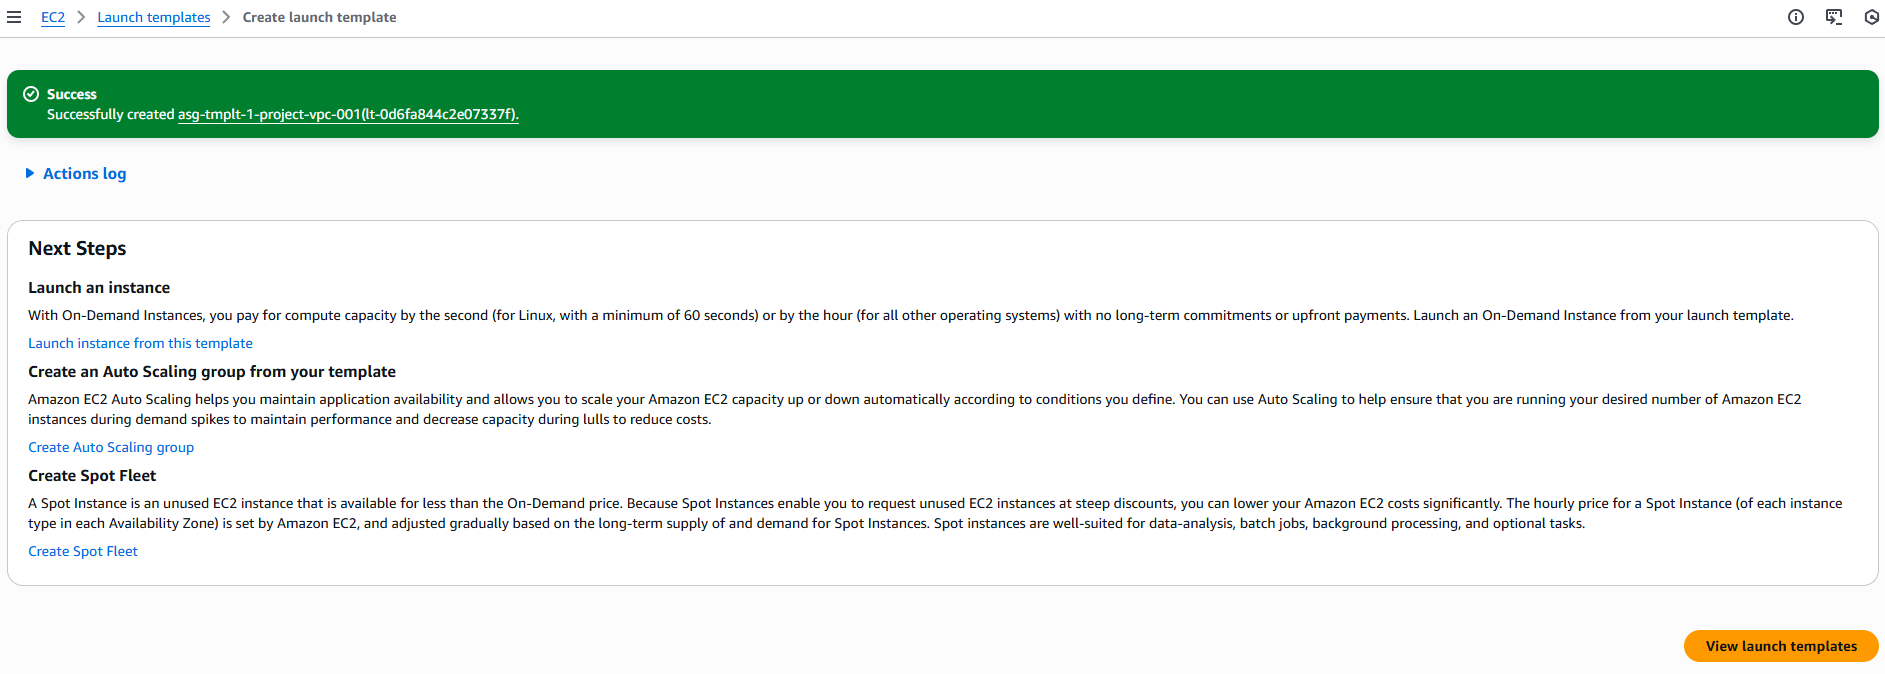 EC2 > Launch templates > Create launch template
Success
Successfully created asg-tmplt-1-project-vpc-001(lt-0d6fa844c2e07337f).
Actions log
Next Steps
Launch an instance
With On-Demand Instances, you pay for compute capacity by the second (for Linux, with a minimum of 60 seconds) or by the hour (for all other operating systems) with no long-term commitments or upfront payments. Launch an On-Demand Instance from your launch template.
Launch instance from this template
Create an Auto Scaling group from your template
Amazon EC2 Auto Scaling helps you maintain application availability and allows you to scale your Amazon EC2 capacity up or down automatically according to conditions you define. You can use Auto Scaling to help ensure that you are running your desired number of Amazon EC2
instances during demand spikes to maintain performance and decrease capacity during lulls to reduce costs.
Create Auto Scaling group
Create Spot Fleet
A Spot Instance is an unused EC2 instance that is available for less than the On-Demand price. Because Spot Instances enable you to request unused EC2 instances at steep discounts, you can lower your Amazon EC2 costs significantly. The hourly price for a Spot Instance (of each instance
type in each Availability Zone) is set by Amazon EC2, and adjusted gradually based on the long-term supply of and demand for Spot Instances. Spot instances are well-suited for data-analysis, batch jobs, background processing, and optional tasks.
Create Spot Fleet
View launch templates